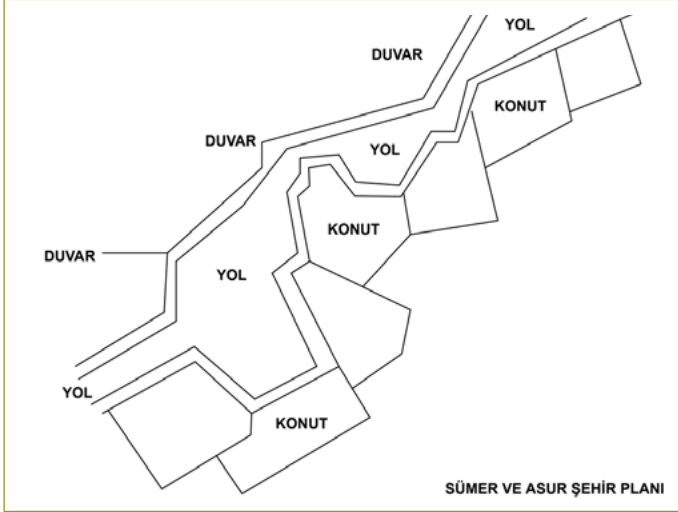 YOL
DUVAR
KONUT
DUVAR
YOL
KONUT
DUVAR
YOL
YOL
KONUT
SÜMER VE ASUR ŞEHİR PLANI